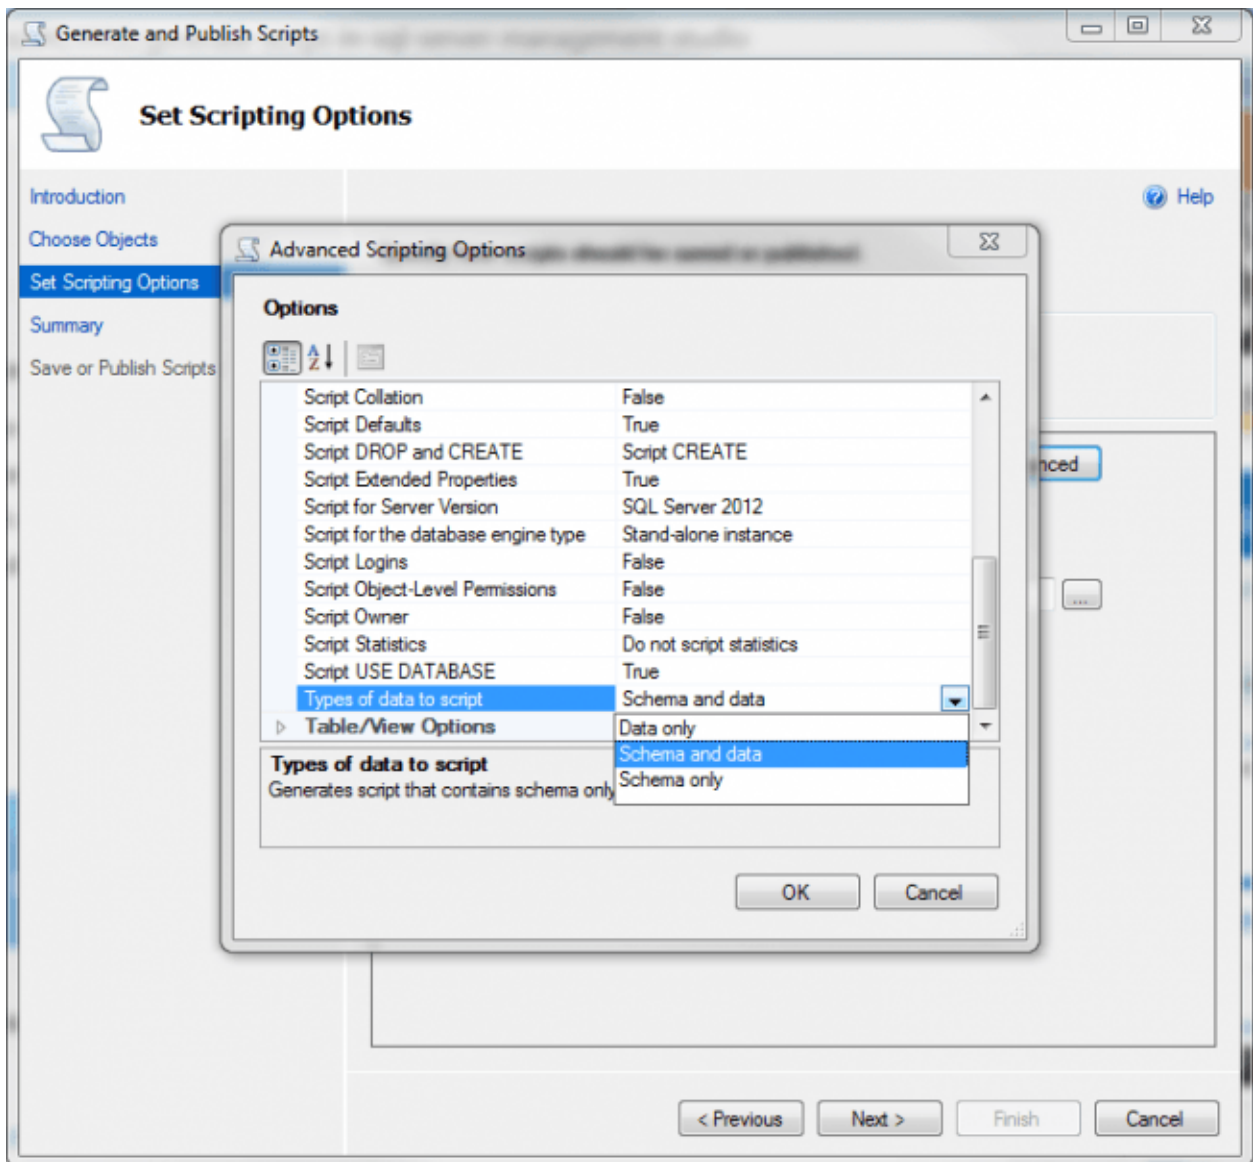 Generate and Publish Scripts
Set Scripting Options
Introduction
Help
Choose Objects
Set Scripting Options
Summary
Save or Publish Scripts
Advanced Scripting Options
Options
Script Collation False
Script Defaults True
Script DROP and CREATE Script CREATE
Script Extended Properties True
Script for Server Version SQL Server 2012
Script for the database engine type Stand-alone instance
Script Logins False
Script Object-Level Permissions False
Script Owner False
Script Statistics Do not script statistics
Script USE DATABASE True
Types of data to script Schema and data
Table/View Options
Data only
Schema and data
Schema only
Types of data to script
Generates script that contains schema only
OK Cancel
nced
...
< Previous Next > Finish Cancel